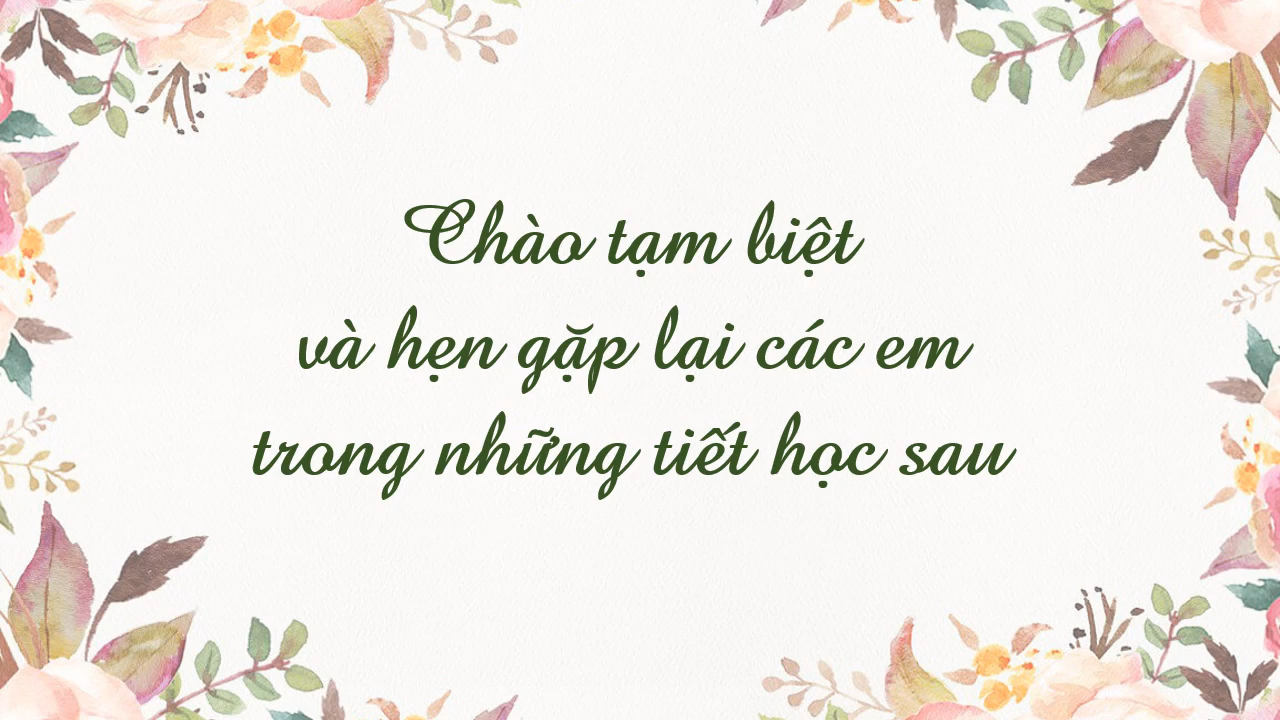 Chào tạm biệt
và hẹn gặp lại các em
trong những tiết học sau